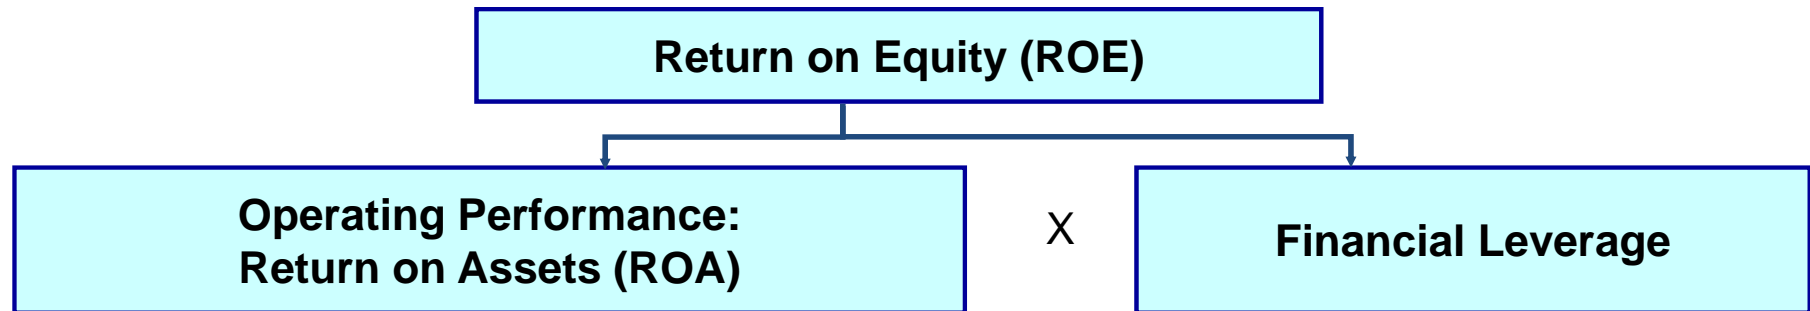 Return on Equity (ROE)
Operating Performance:
Return on Assets (ROA)
X
Financial Leverage